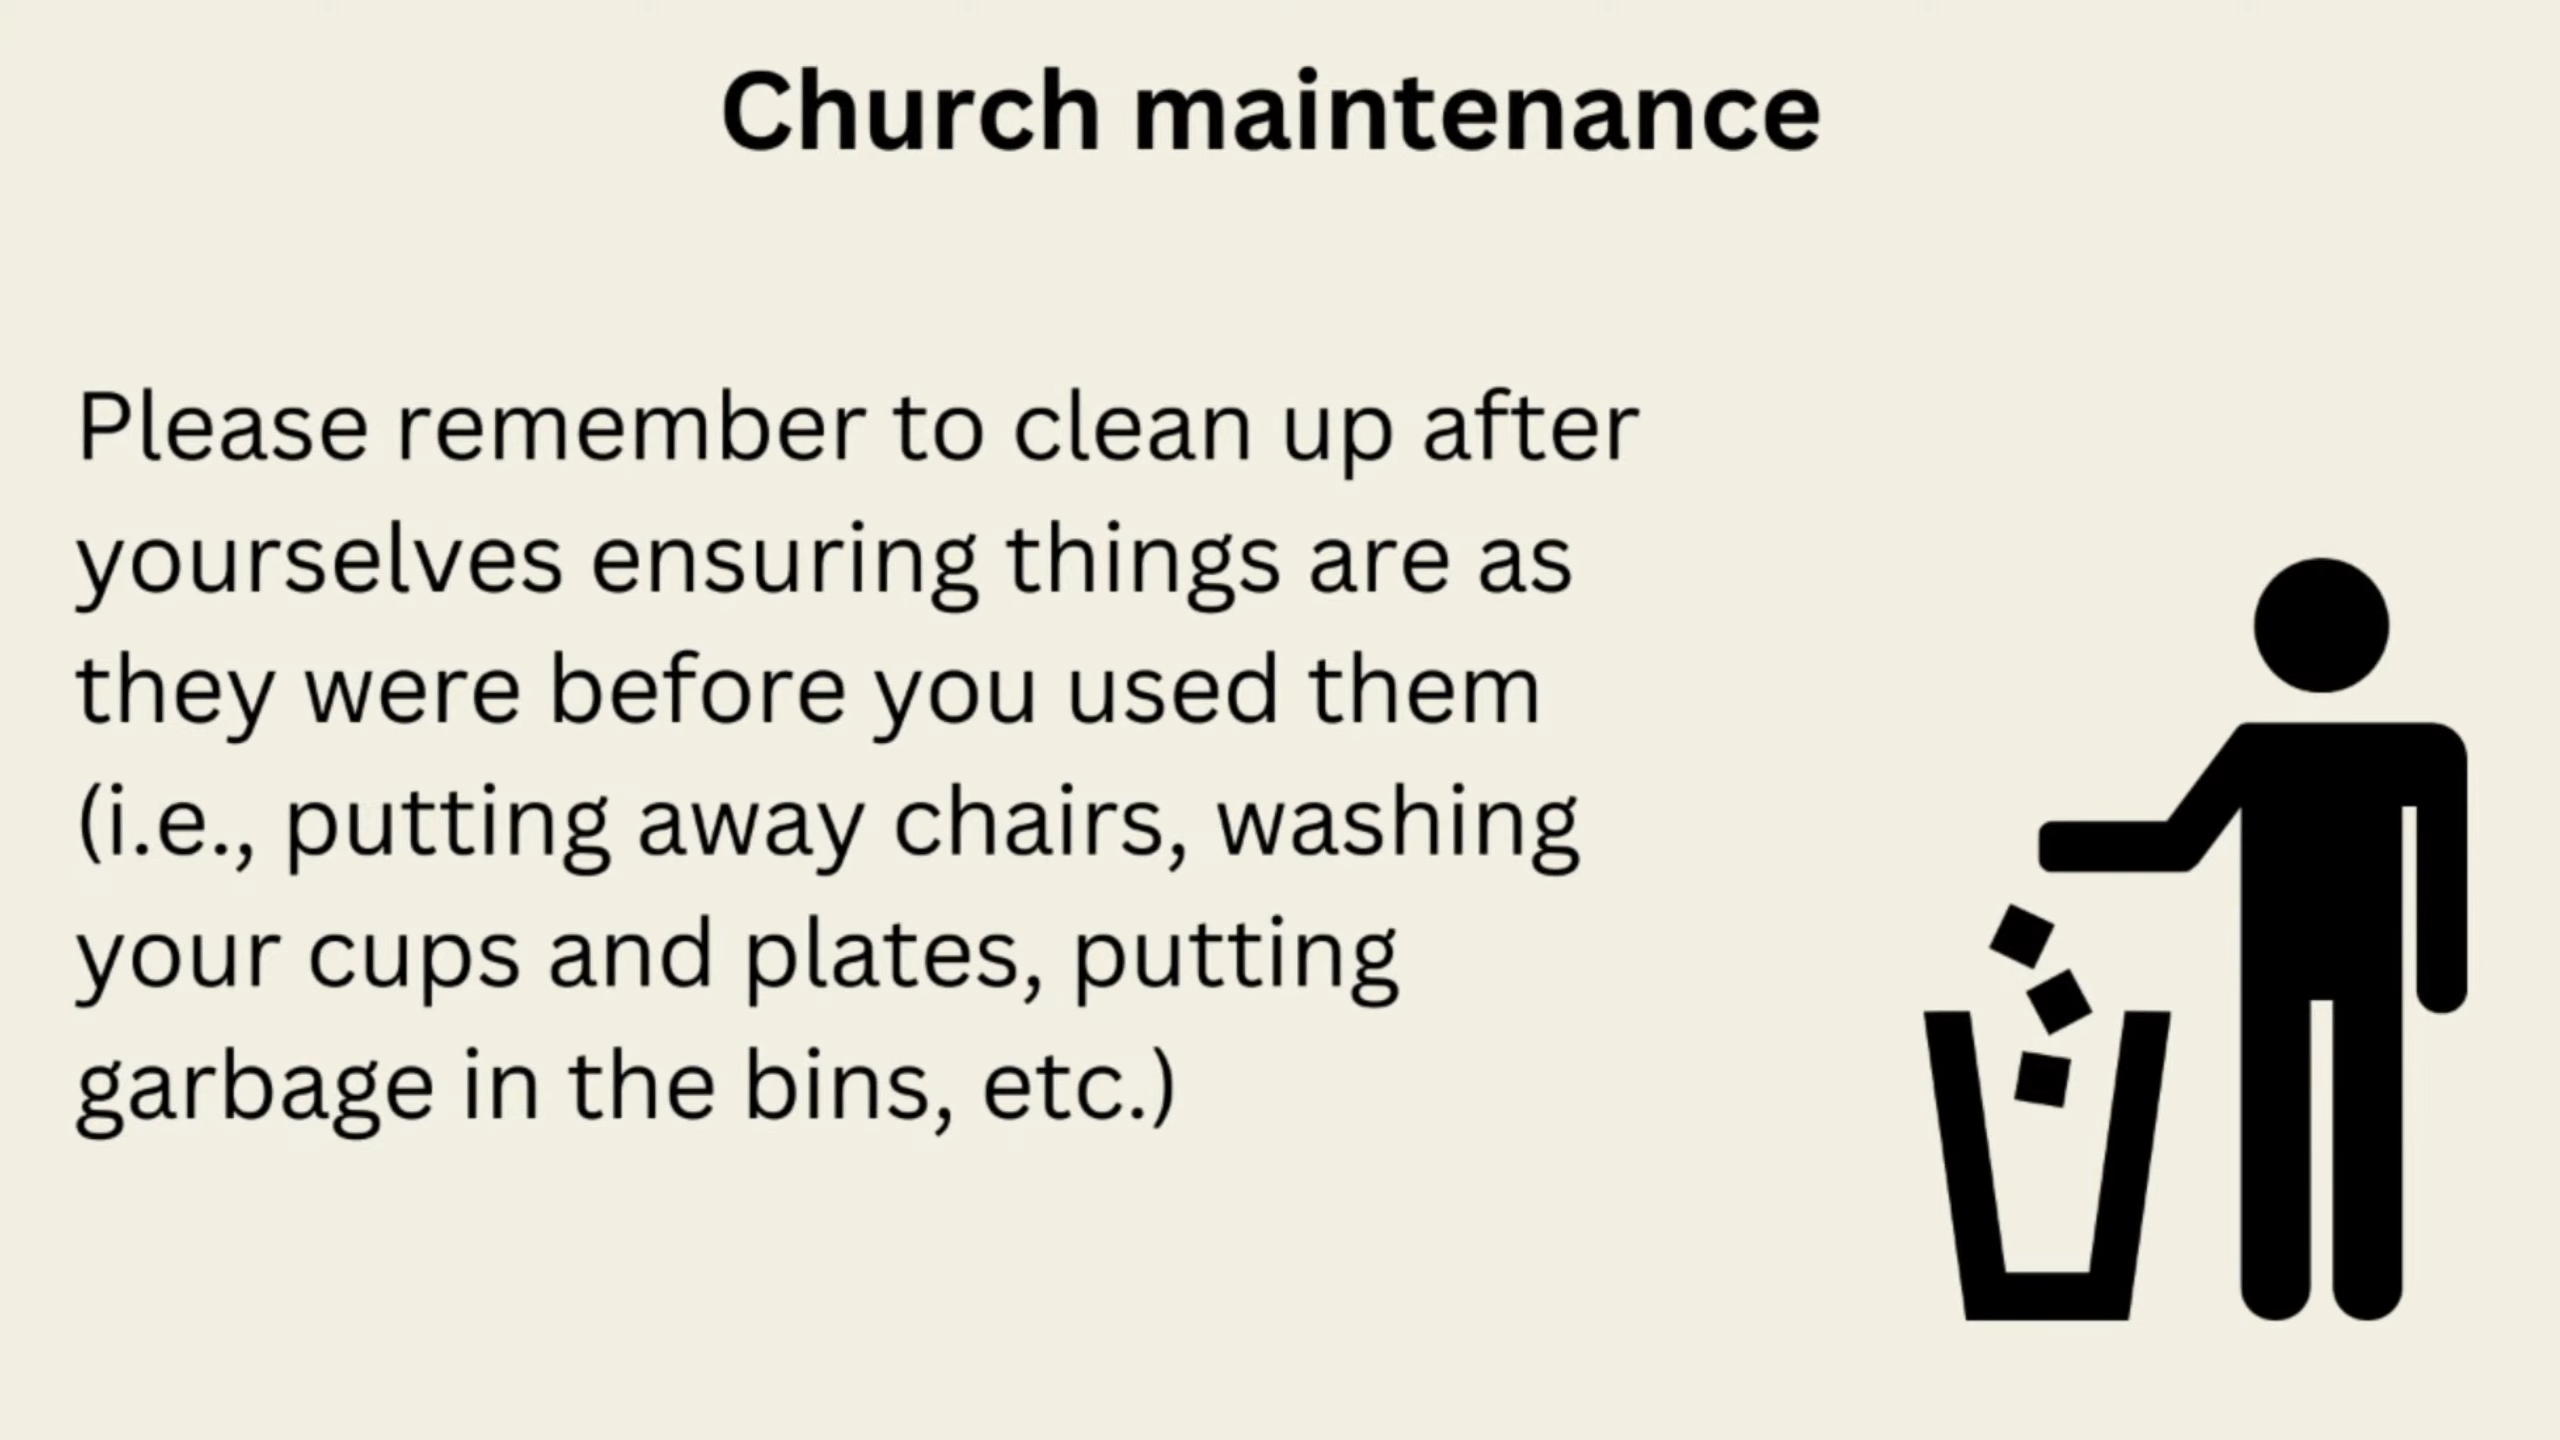 Church maintenance
Please remember to clean up after
yourselves ensuring things are as
they were before you used them
(i.e., putting away chairs, washing
your cups and plates, putting
garbage in the bins, etc.)